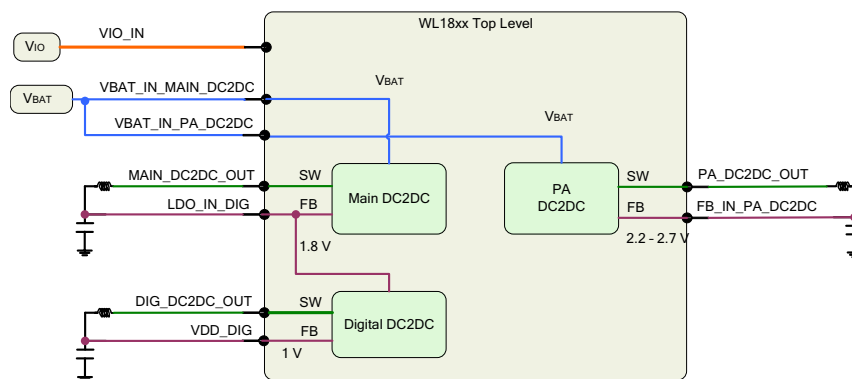 WL18xx Top Level
VIO
VIO_IN
VBAT
VBAT_IN_MAIN_DC2DC
VBAT
VBAT_IN_PA_DC2DC
VBAT
MAIN_DC2DC_OUT
SW
Main DC2DC
LDO_IN_DIG
FB
1.8 V
PA
DC2DC
SW
PA_DC2DC_OUT
FB
FB_IN_PA_DC2DC
2.2 - 2.7 V
DIG_DC2DC_OUT
SW
Digital DC2DC
VDD_DIG
FB
1 V